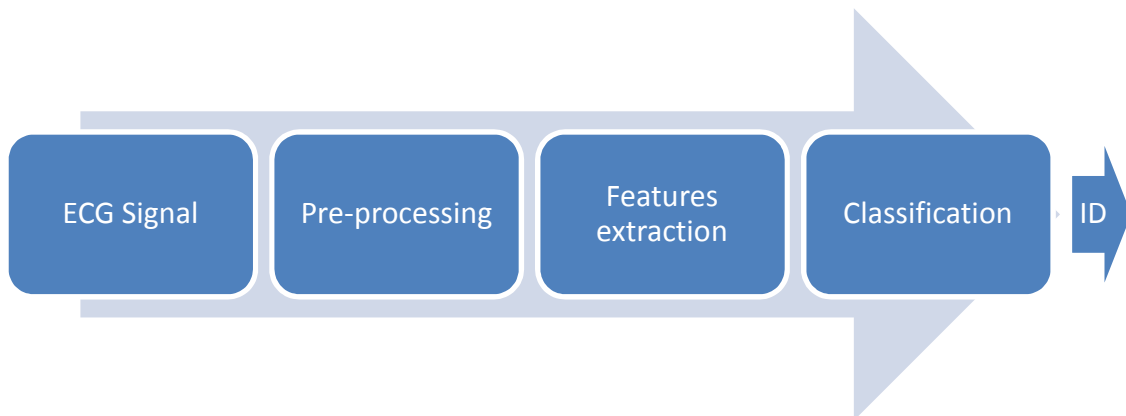 ECG Signal
Pre-processing
Features
extraction
Classification
ID